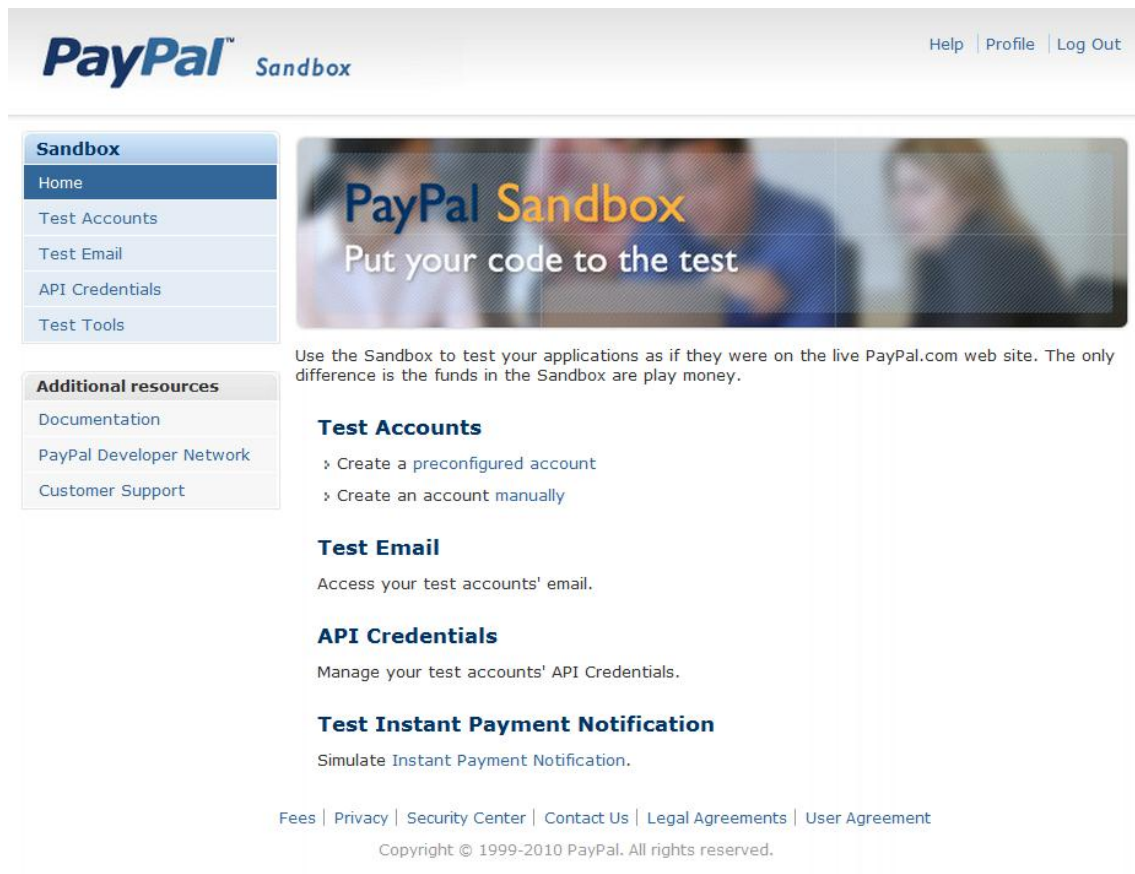 PayPal™ Sandbox
Help | Profile | Log Out
Sandbox
Home
Test Accounts
Test Email
API Credentials
Test Tools
Additional resources
Documentation
PayPal Developer Network
Customer Support
PayPal Sandbox
Put your code to the test
Use the Sandbox to test your applications as if they were on the live PayPal.com web site. The only
difference is the funds in the Sandbox are play money.
Test Accounts
Create a preconfigured account
Create an account manually
Test Email
Access your test accounts' email.
API Credentials
Manage your test accounts' API Credentials.
Test Instant Payment Notification
Simulate Instant Payment Notification.
Fees | Privacy | Security Center | Contact Us | Legal Agreements | User Agreement
Copyright © 1999-2010 PayPal. All rights reserved.